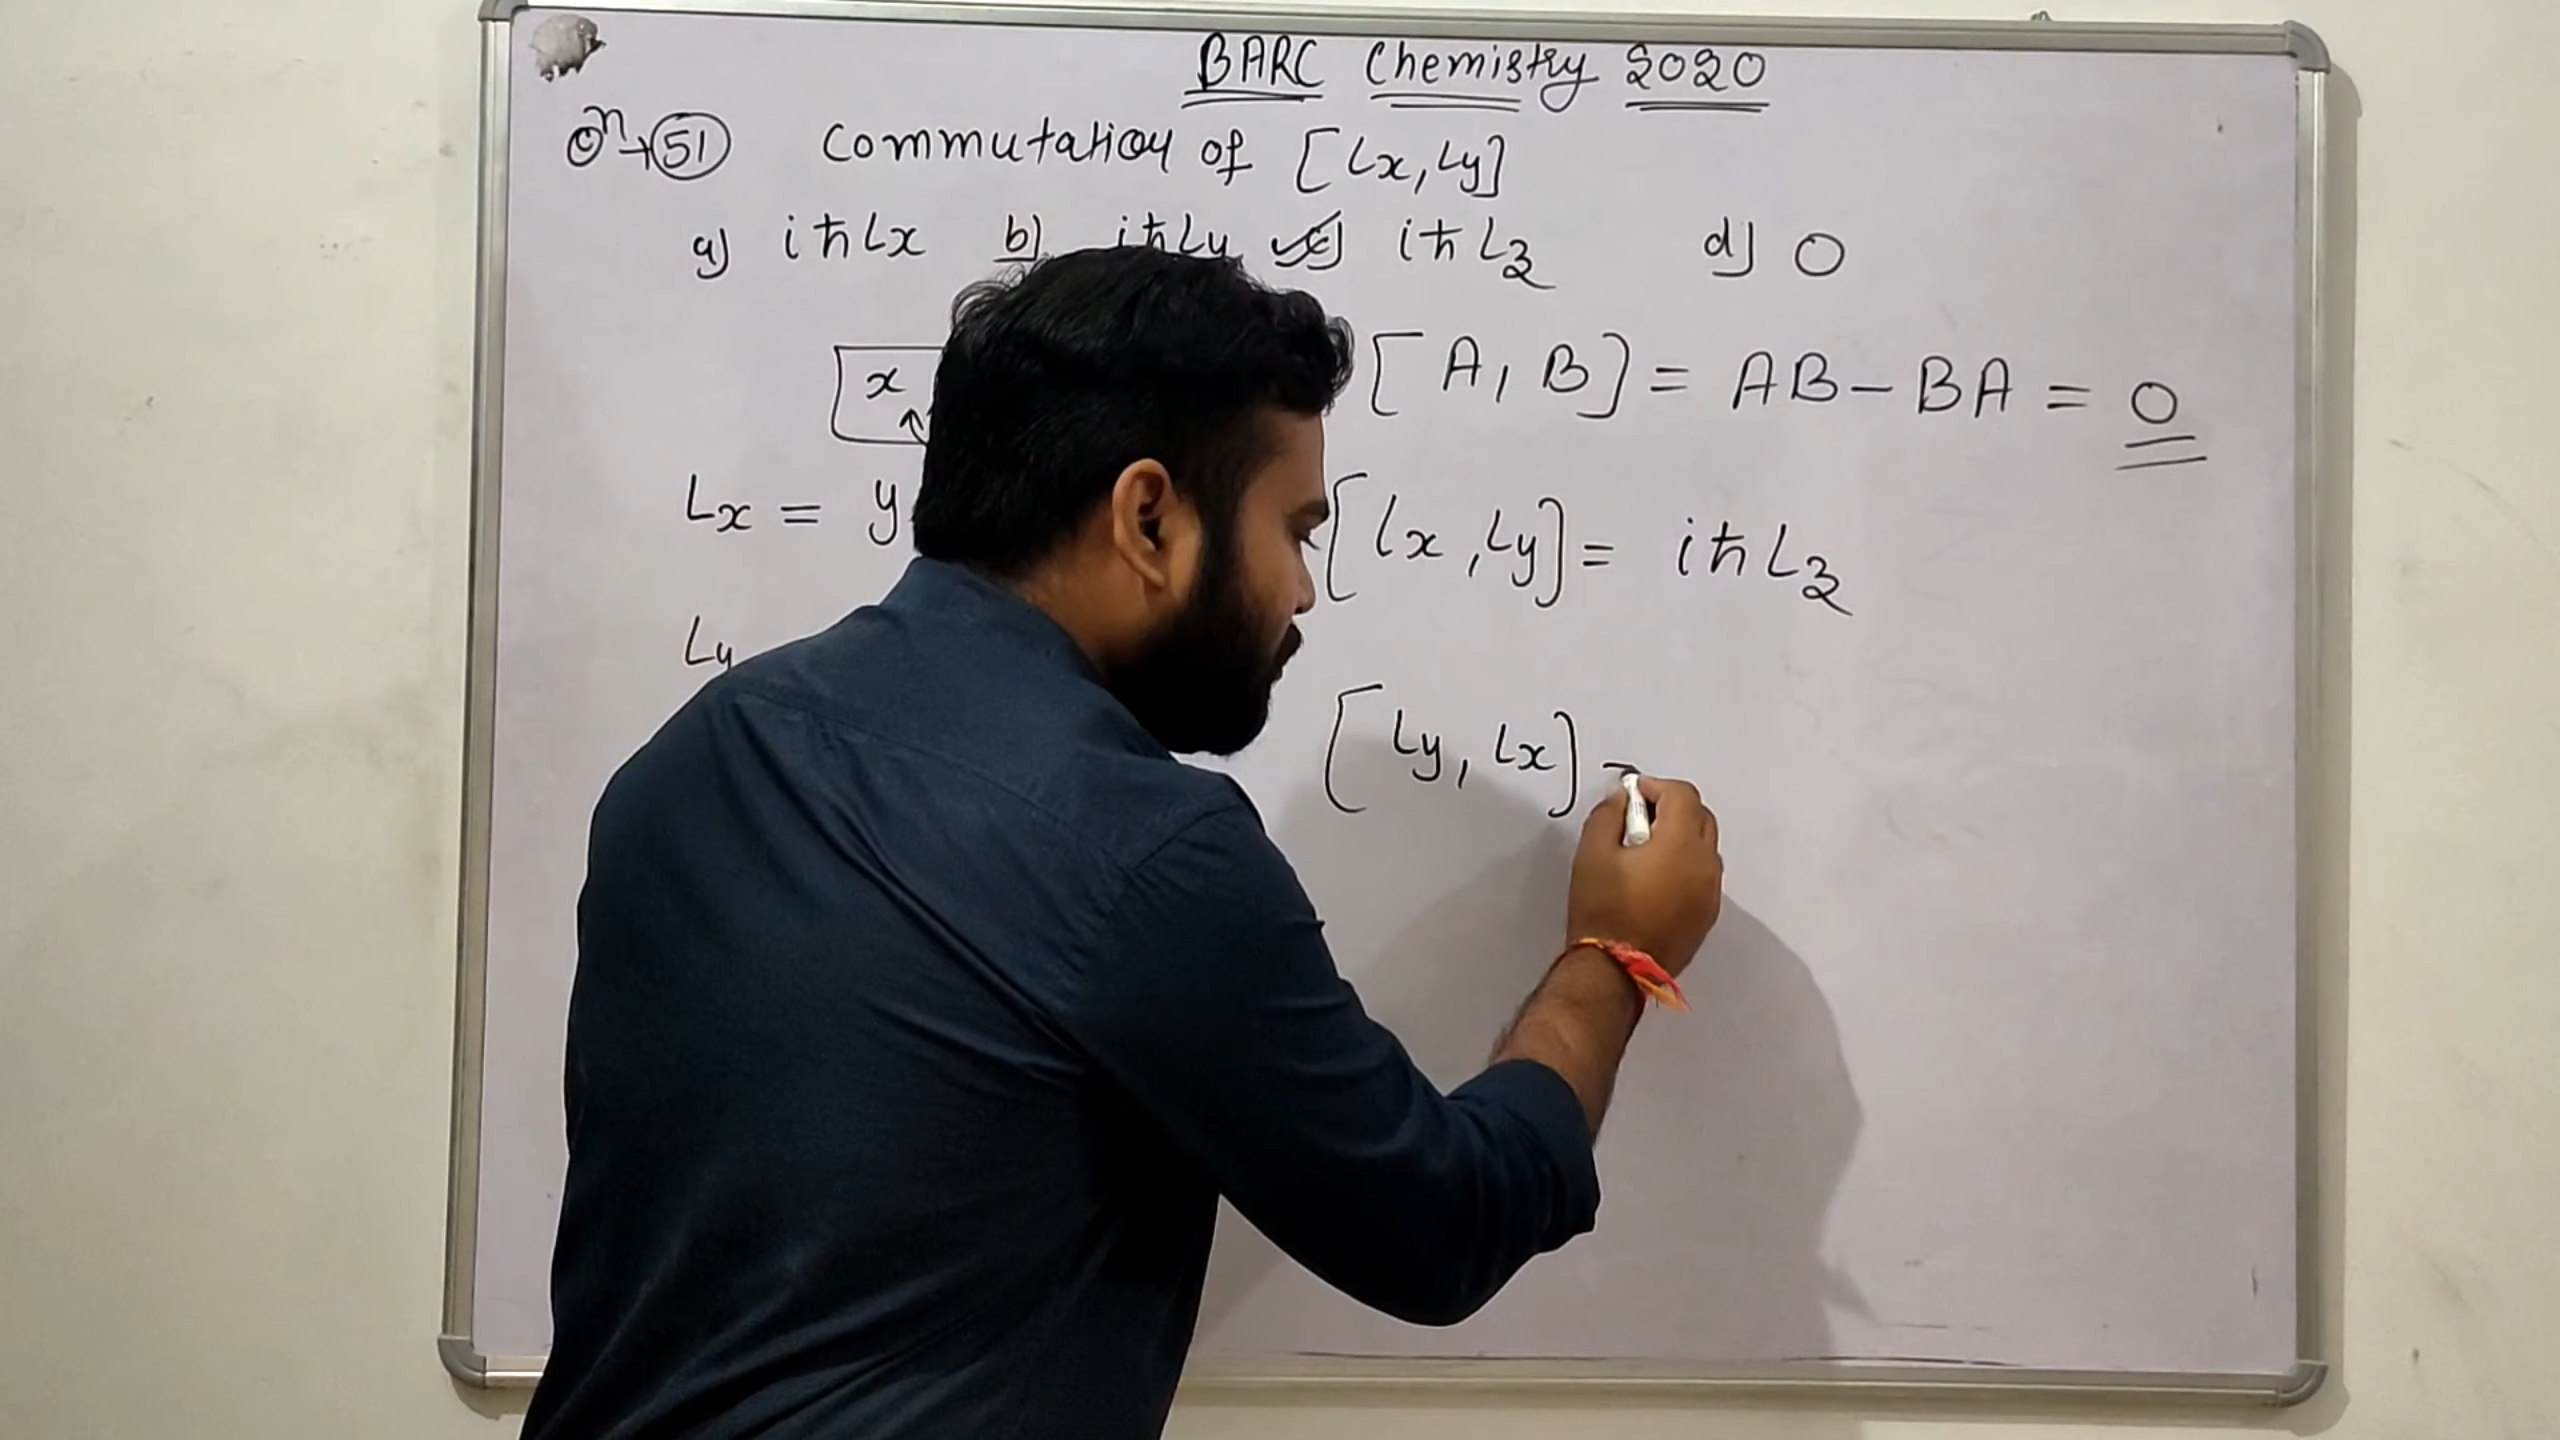 BARC Chemistry 2020
Qn→(51) Commutation of [Lx, Ly]
a) iħLx b) iħLy c) iħLz d) 0
x
[A, B] = AB - BA = 0
Lx = y
[Lx, Ly] = iħLz
Ly
[Ly, Lx] =